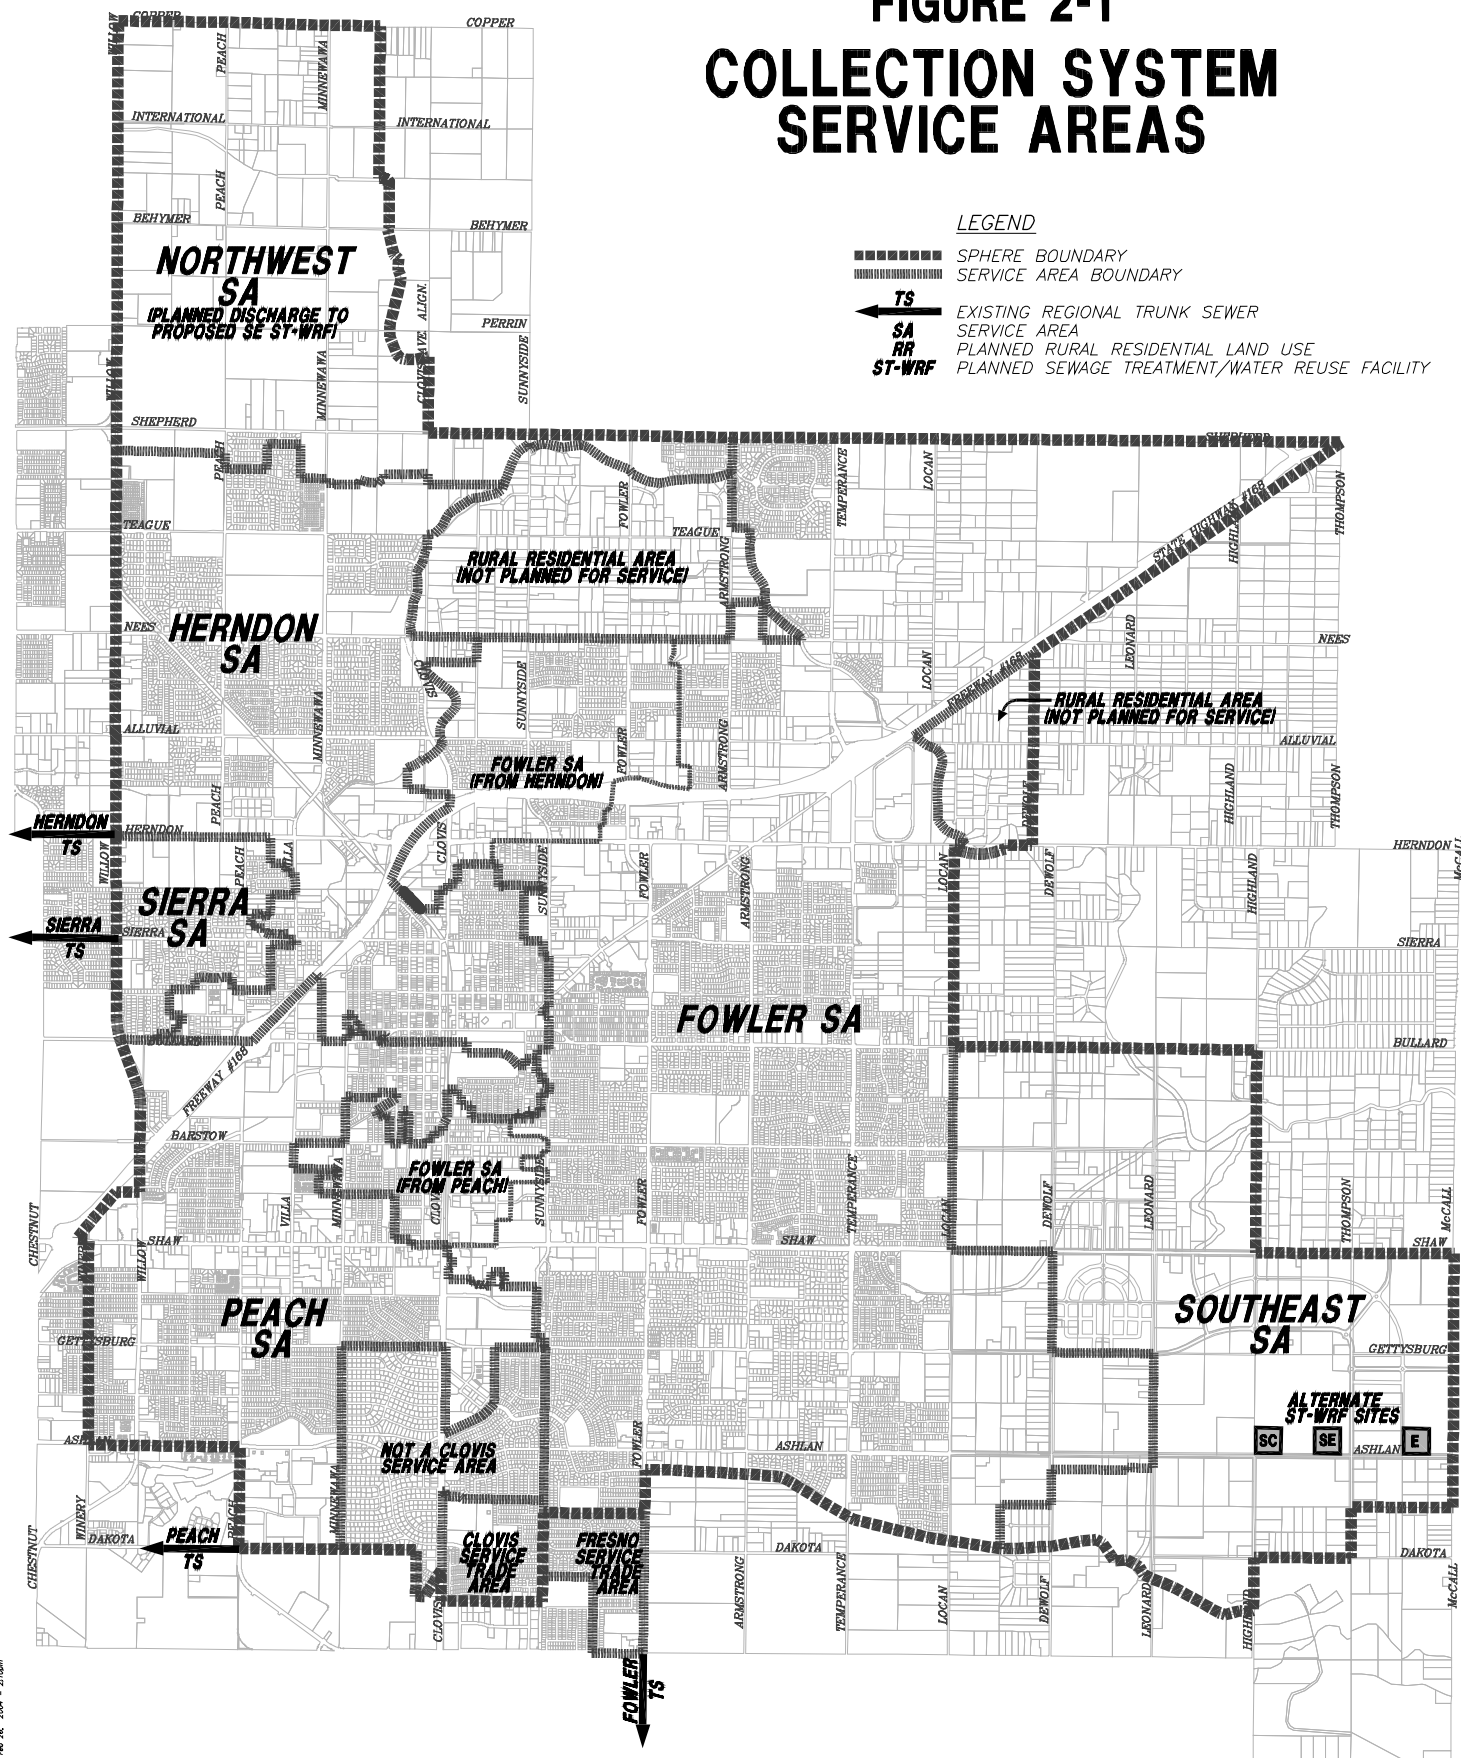 FIGURE 2-1
COLLECTION SYSTEM
SERVICE AREAS
LEGEND
SPHERE BOUNDARY
SERVICE AREA BOUNDARY
TS
EXISTING REGIONAL TRUNK SEWER
SA
SERVICE AREA
RR
PLANNED RURAL RESIDENTIAL LAND USE
ST-WRF
PLANNED SEWAGE TREATMENT/WATER REUSE FACILITY
COPPER
COPPER
WILLOW
PEACH
MINNEWAWA
INTERNATIONAL
INTERNATIONAL
PEACH
BEHYMER
BEHYMER
NORTHWEST
SA
(PLANNED DISCHARGE TO
PROPOSED SE ST-WRF)
CLOVIS AVE ALIGN.
PERRIN
SUNNYSIDE
WILLOW
MINNEWAWA
SHEPHERD
SHEPHERD
PEACH
TEMPERANCE
LOCAN
THOMPSON
FOWLER
STATE HIGHWAY #168
HIGHLAND
TEAGUE
TEAGUE
ARMSTRONG
RURAL RESIDENTIAL AREA
(NOT PLANNED FOR SERVICE)
NEES
NEES
HERNDON
SA
LEONARD
LOCAN
FREEWAY #168
CLOVIS
SUNNYSIDE
MINNEWAWA
RURAL RESIDENTIAL AREA
(NOT PLANNED FOR SERVICE)
ALLUVIAL
ALLUVIAL
FOWLER
ARMSTRONG
FOWLER SA
(FROM HERNDON)
PEACH
DEWOLF
HIGHLAND
THOMPSON
HERNDON
TS
HERNDON
HERNDON
WILLOW
PEACH
VILLA
CLOVIS
SUNNYSIDE
FOWLER
ARMSTRONG
LOCAN
DEWOLF
HIGHLAND
McCALL
SIERRA
SA
SIERRA
TS
SIERRA
SIERRA
FOWLER SA
BULLARD
BULLARD
FREEWAY #168
BARSTOW
FOWLER SA
(FROM PEACH)
CHESTNUT
VILLA
MINNEWAWA
CLOVIS
SUNNYSIDE
FOWLER
TEMPERANCE
LOCAN
DEWOLF
LEONARD
THOMPSON
McCALL
SHAW
SHAW
SHAW
WINERY
WILLOW
PEACH
SA
SOUTHEAST
SA
GETTYSBURG
GETTYSBURG
ALTERNATE
ST-WRF SITES
SC
SE
E
ASHLAN
ASHLAN
ASHLAN
FOWLER
NOT A CLOVIS
SERVICE AREA
WINERY
PEACH
MINNEWAWA
CHESTNUT
DAKOTA
PEACH
TS
CLOVIS
SERVICE
TRADE
AREA
FRESNO
SERVICE
TRADE
AREA
DAKOTA
DAKOTA
CLOVIS
ARMSTRONG
TEMPERANCE
LOCAN
DEWOLF
LEONARD
HIGHLAND
McCALL
FOWLER
TS